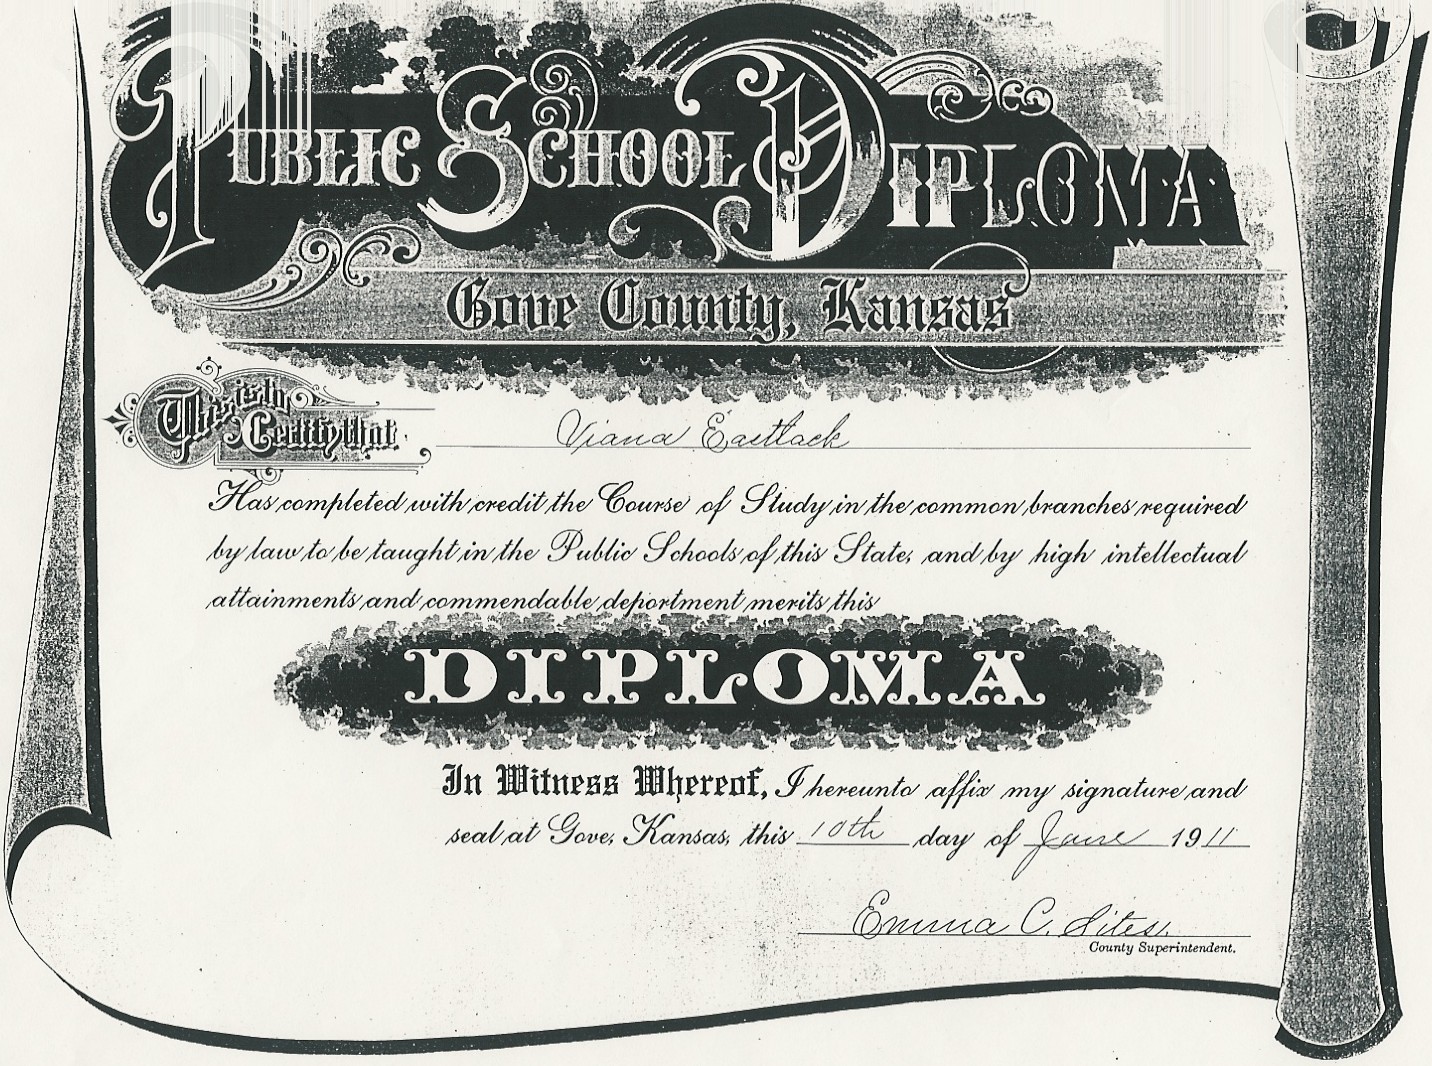 Public School Diploma
Gove County, Kansas
This is to Certify that Viana Eastlack
Has completed with credit the Course of Study in the common branches required
by law to be taught in the Public Schools of this State, and by high intellectual
attainments and commendable deportment merits this
DIPLOMA
In Witness Whereof, I hereunto affix my signature and
seal at Gove, Kansas, this 10th day of June 1911
Emma C. Sites.
County Superintendent.